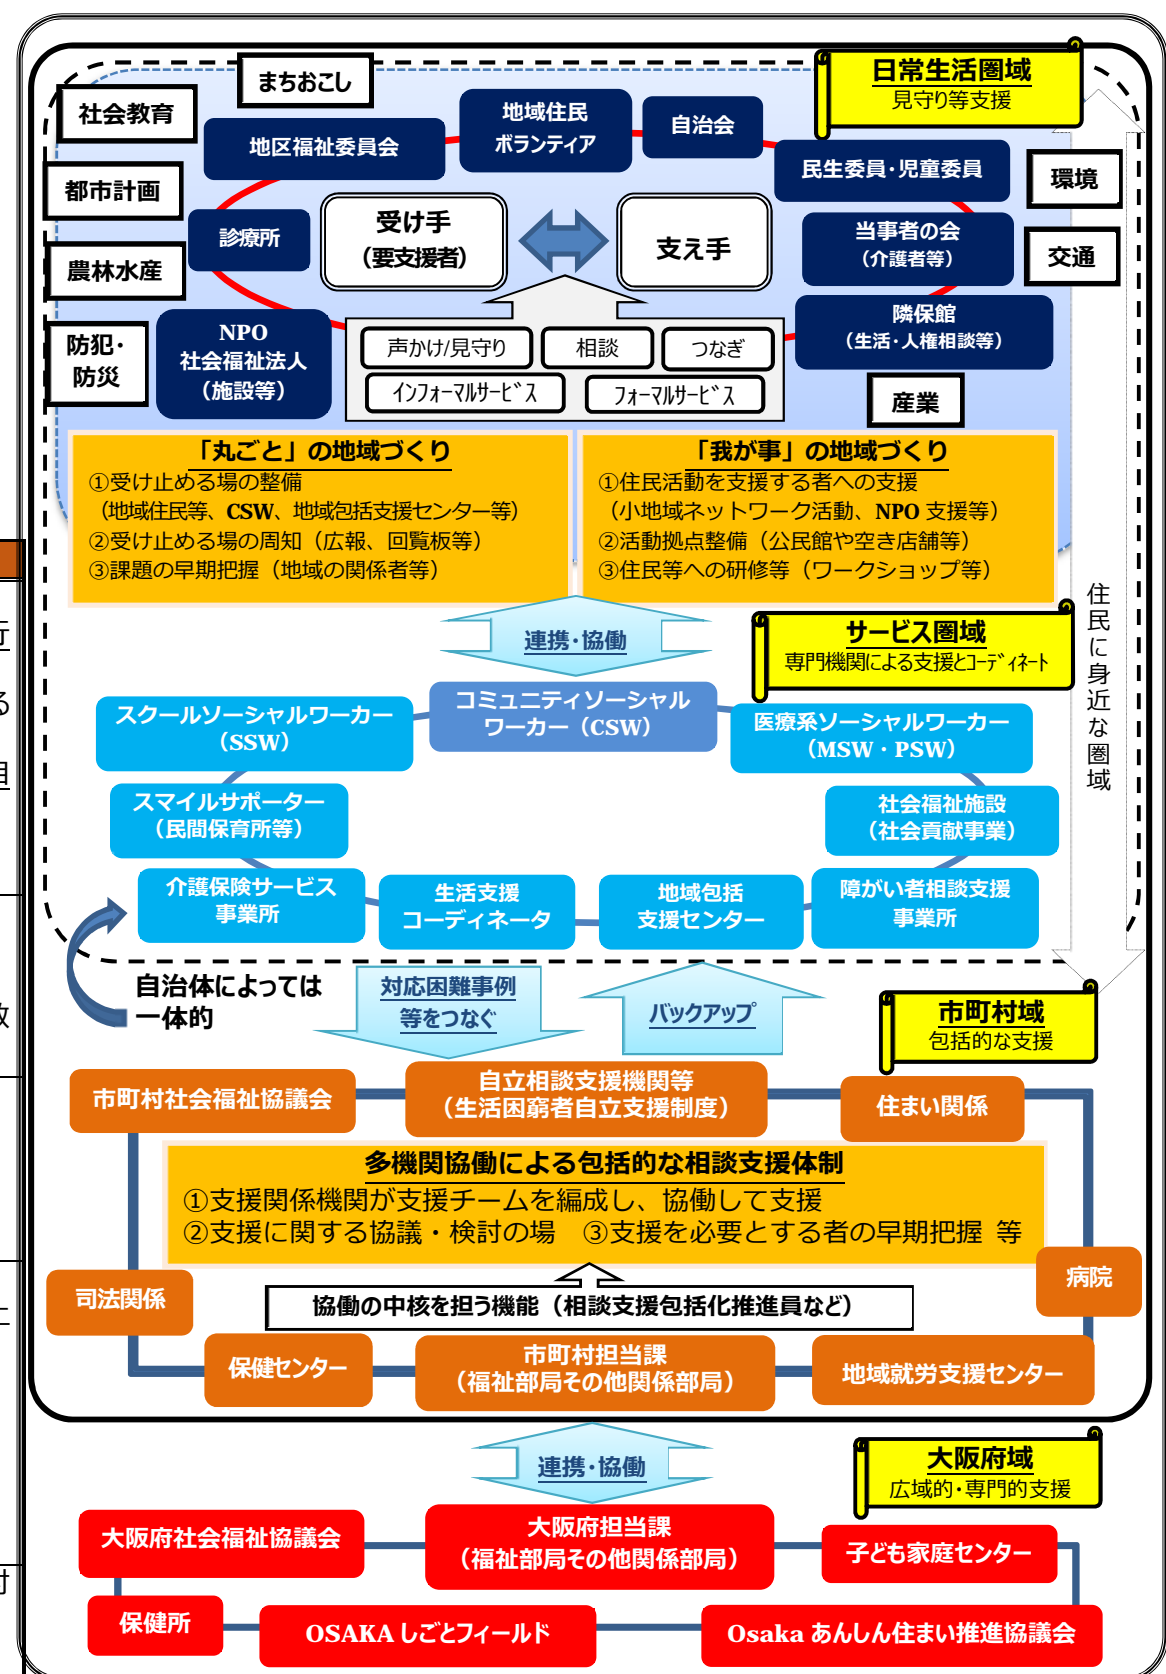 日常生活圏域
見守り等支援
まちおこし
社会教育
地域住民
ボランティア
自治会
地区福祉委員会
民生委員・児童委員
環境
都市計画
診療所
受け手
(要支援者)
支え手
当事者の会
(介護者等)
交通
農林水産
防犯・
防災
NPO
社会福祉法人
(施設等)
声かけ/見守り
相談
つなぎ
インフォーマルサービス
フォーマルサービス
隣保館
(生活・人権相談等)
産業
「丸ごと」の地域づくり
①受け止める場の整備
(地域住民等、CSW、地域包括支援センター等)
②受け止める場の周知(広報、回覧板等)
③課題の早期把握(地域の関係者等)
「我が事」の地域づくり
①住民活動を支援する者への支援
(小地域ネットワーク活動、NPO 支援等)
②活動拠点整備(公民館や空き店舗等)
③住民等への研修等(ワークショップ等)
住民に身近な圏域
連携・協働
サービス圏域
専門機関による支援とコーディネート
スクールソーシャルワーカー
(SSW)
コミュニティソーシャル
ワーカー(CSW)
医療系ソーシャルワーカー
(MSW・PSW)
スマイルサポーター
(民間保育所等)
社会福祉施設
(社会貢献事業)
介護保険サービス
事業所
生活支援
コーディネータ
地域包括
支援センター
障がい者相談支援
事業所
自治体によっては
一体的
対応困難事例
等をつなぐ
バックアップ
市町村域
包括的な支援
市町村社会福祉協議会
自立相談支援機関等
(生活困窮者自立支援制度)
住まい関係
多機関協働による包括的な相談支援体制
①支援関係機関が支援チームを編成し、協働して支援
②支援に関する協議・検討の場 ③支援を必要とする者の早期把握 等
司法関係
病院
協働の中核を担う機能(相談支援包括化推進員など)
保健センター
市町村担当課
(福祉部局その他関係部局)
地域就労支援センター
連携・協働
大阪府域
広域的・専門的支援
大阪府社会福祉協議会
大阪府担当課
(福祉部局その他関係部局)
子ども家庭センター
保健所
OSAKA しごとフィールド
Osaka あんしん住まい推進協議会